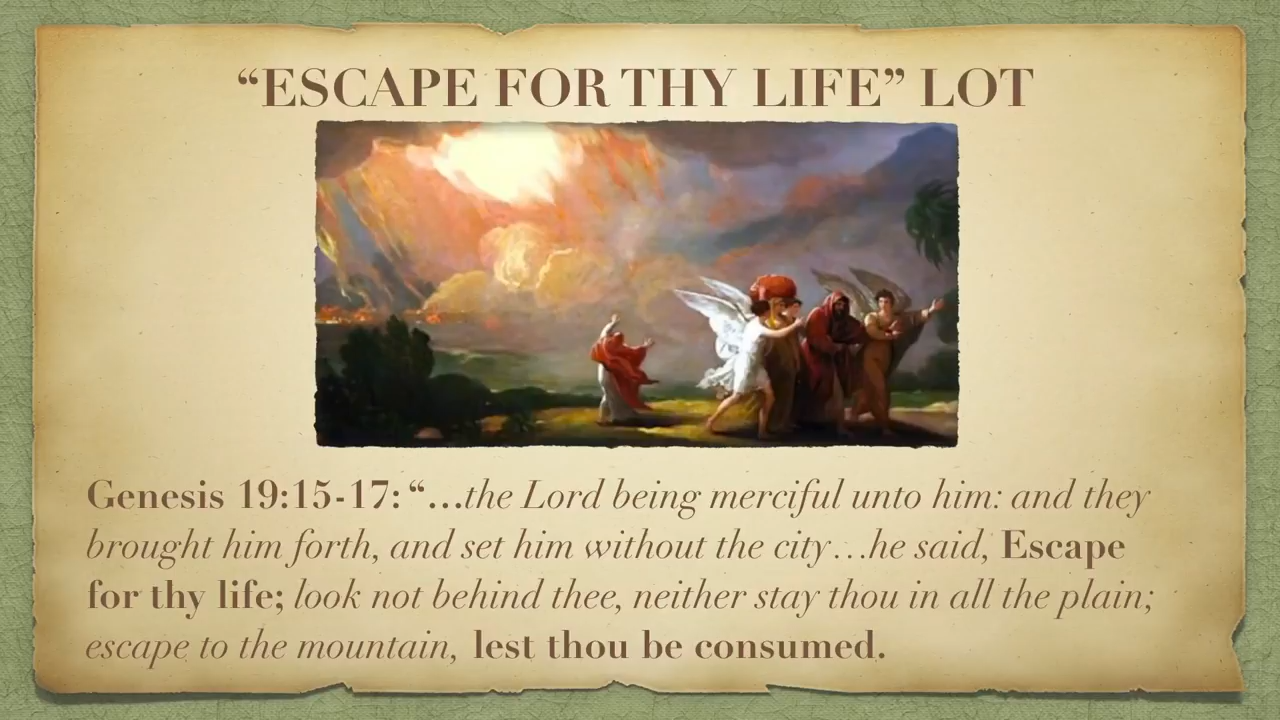 “ESCAPE FOR THY LIFE” LOT
Genesis 19:15-17: “…the Lord being merciful unto him: and they
brought him forth, and set him without the city…he said, Escape
for thy life; look not behind thee, neither stay thou in all the plain;
escape to the mountain, lest thou be consumed.